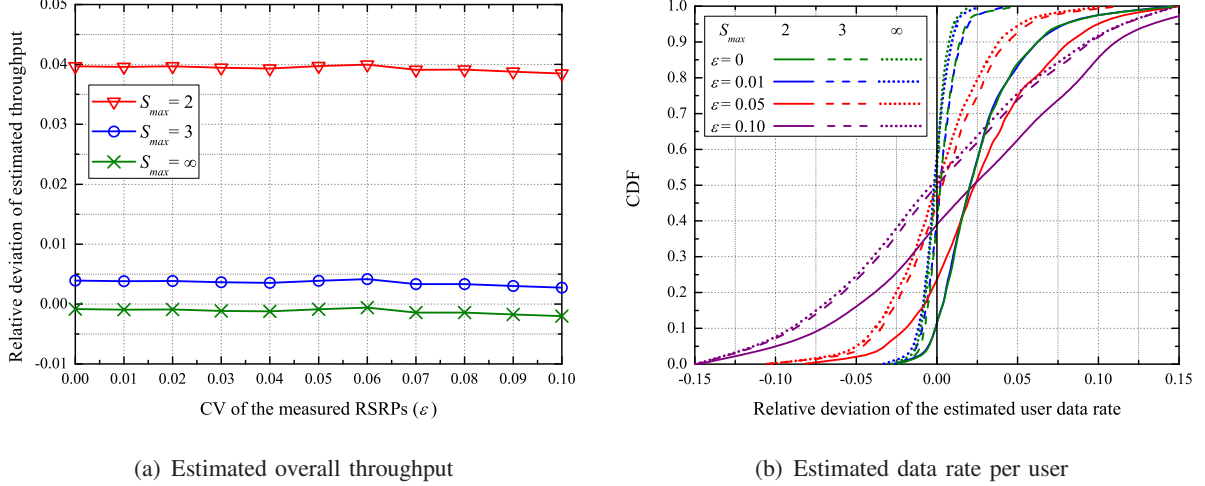 Relative deviation of estimated throughput
0.05
0.04
0.03
0.02
0.01
0.00
-0.01
S_max = 2
S_max = 3
S_max = ∞
0.00 0.01 0.02 0.03 0.04 0.05 0.06 0.07 0.08 0.09 0.10
CV of the measured RSRPs (ε)
(a) Estimated overall throughput
CDF
1.0
0.9
0.8
0.7
0.6
0.5
0.4
0.3
0.2
0.1
0.0
S_max 2 3 ∞
ε = 0
ε = 0.01
ε = 0.05
ε = 0.10
-0.15 -0.10 -0.05 0.00 0.05 0.10 0.15
Relative deviation of the estimated user data rate
(b) Estimated data rate per user